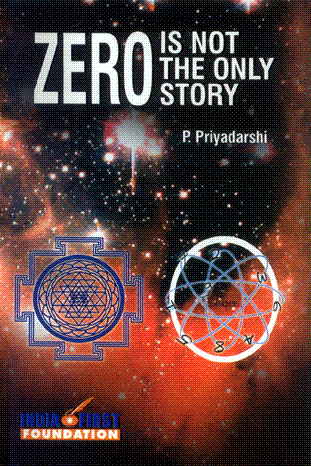 ZERO IS NOT
THE ONLY
STORY
P. Priyadarshi
INDIA FIRST
FOUNDATION